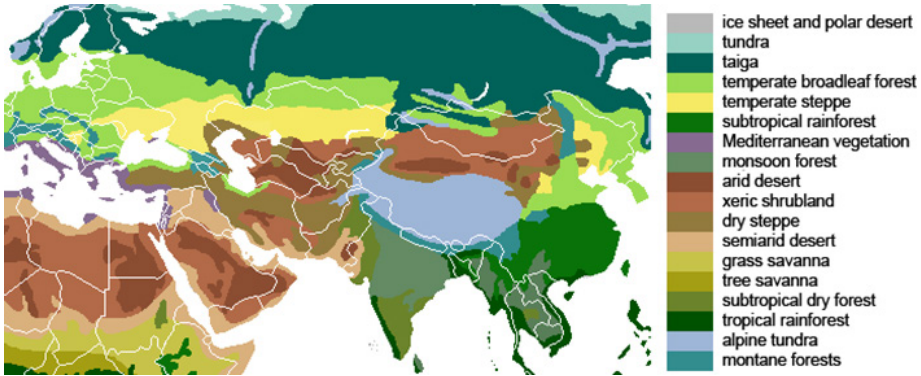 ice sheet and polar desert
tundra
taiga
temperate broadleaf forest
temperate steppe
subtropical rainforest
Mediterranean vegetation
monsoon forest
arid desert
xeric shrubland
dry steppe
semiarid desert
grass savanna
tree savanna
subtropical dry forest
tropical rainforest
alpine tundra
montane forests